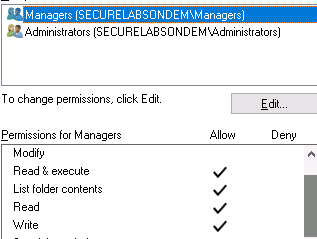 Managers (SECURELABSONDEM\Managers)
Administrators (SECURELABSONDEM\Administrators)
To change permissions, click Edit.
Edit...
Permissions for Managers Allow Deny
Modify
Read & execute
List folder contents
Read
Write